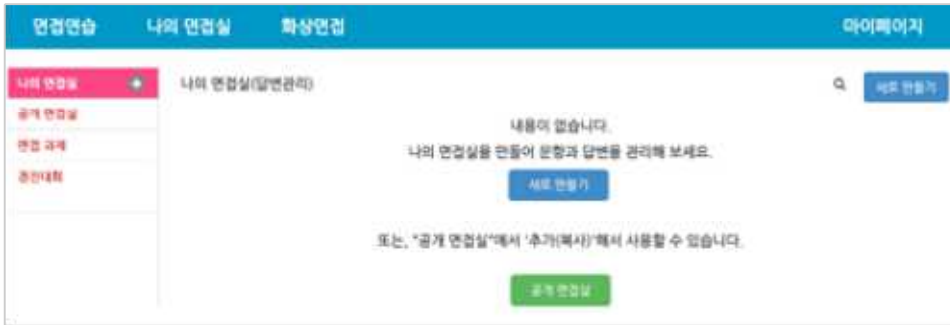 면접연습 나의 면접실 화상면접 마이페이지
나의 면접실
공개 면접실
면접 과제
경진대회
나의 면접실(답변관리)
새로 만들기
내용이 없습니다.
나의 면접실을 만들어 문항과 답변을 관리해 보세요.
새로 만들기
또는, "공개 면접실"에서 '추가(복사)'해서 사용할 수 있습니다.
공개 면접실